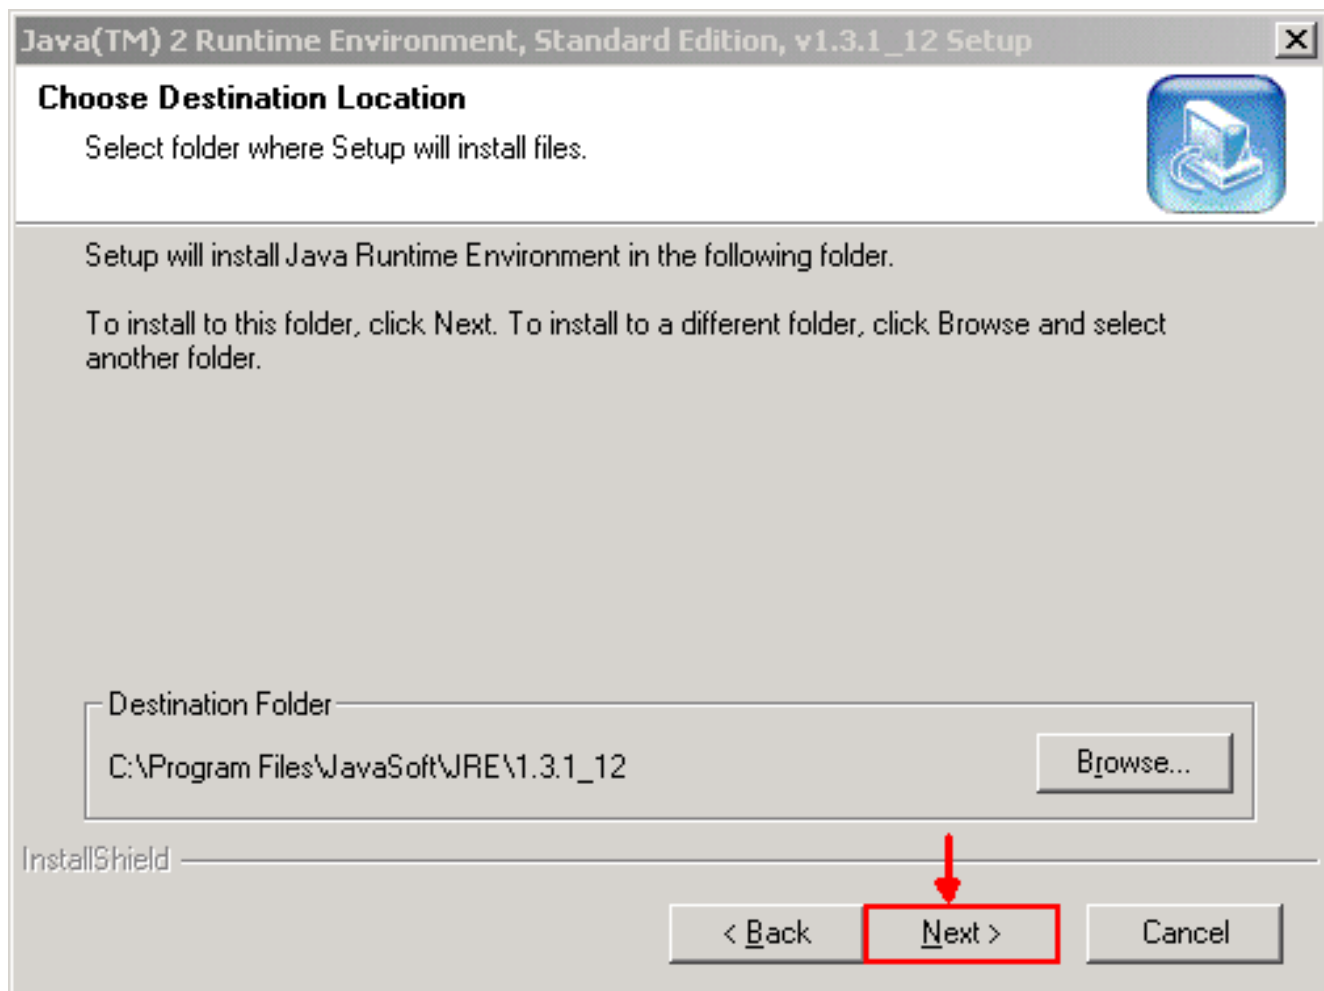 Java(TM) 2 Runtime Environment, Standard Edition, v1.3.1_12 Setup
Choose Destination Location
Select folder where Setup will install files.
Setup will install Java Runtime Environment in the following folder.
To install to this folder, click Next. To install to a different folder, click Browse and select
another folder.
Destination Folder
C:\Program Files\JavaSoft\JRE\1.3.1_12
Browse...
InstallShield
< Back
Next >
Cancel